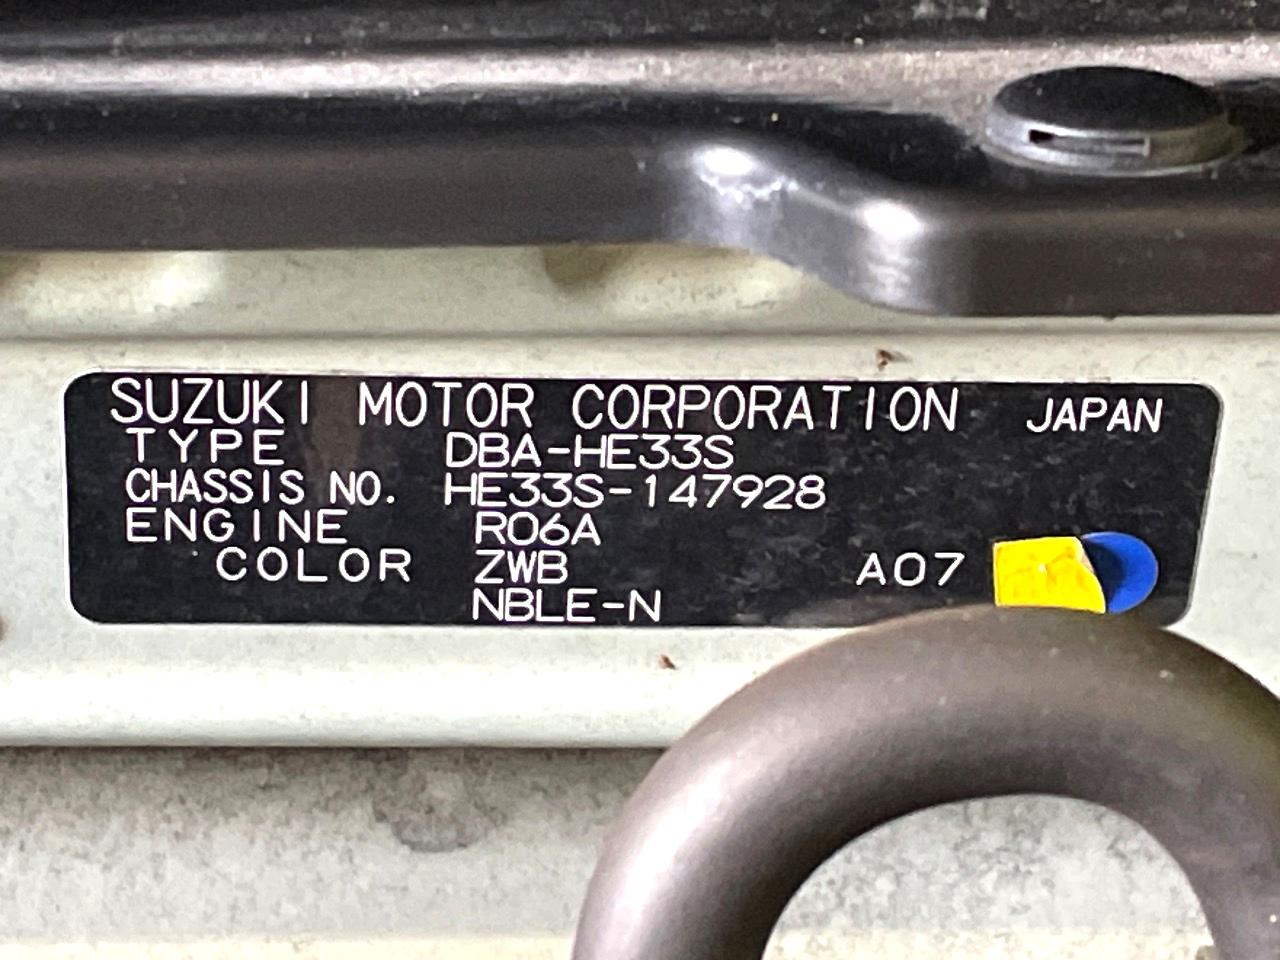 SUZUKI MOTOR CORPORATION JAPAN
TYPE DBA-HE33S
CHASSIS NO. HE33S-147928
ENGINE R06A
COLOR ZWB A07
NBLE-N